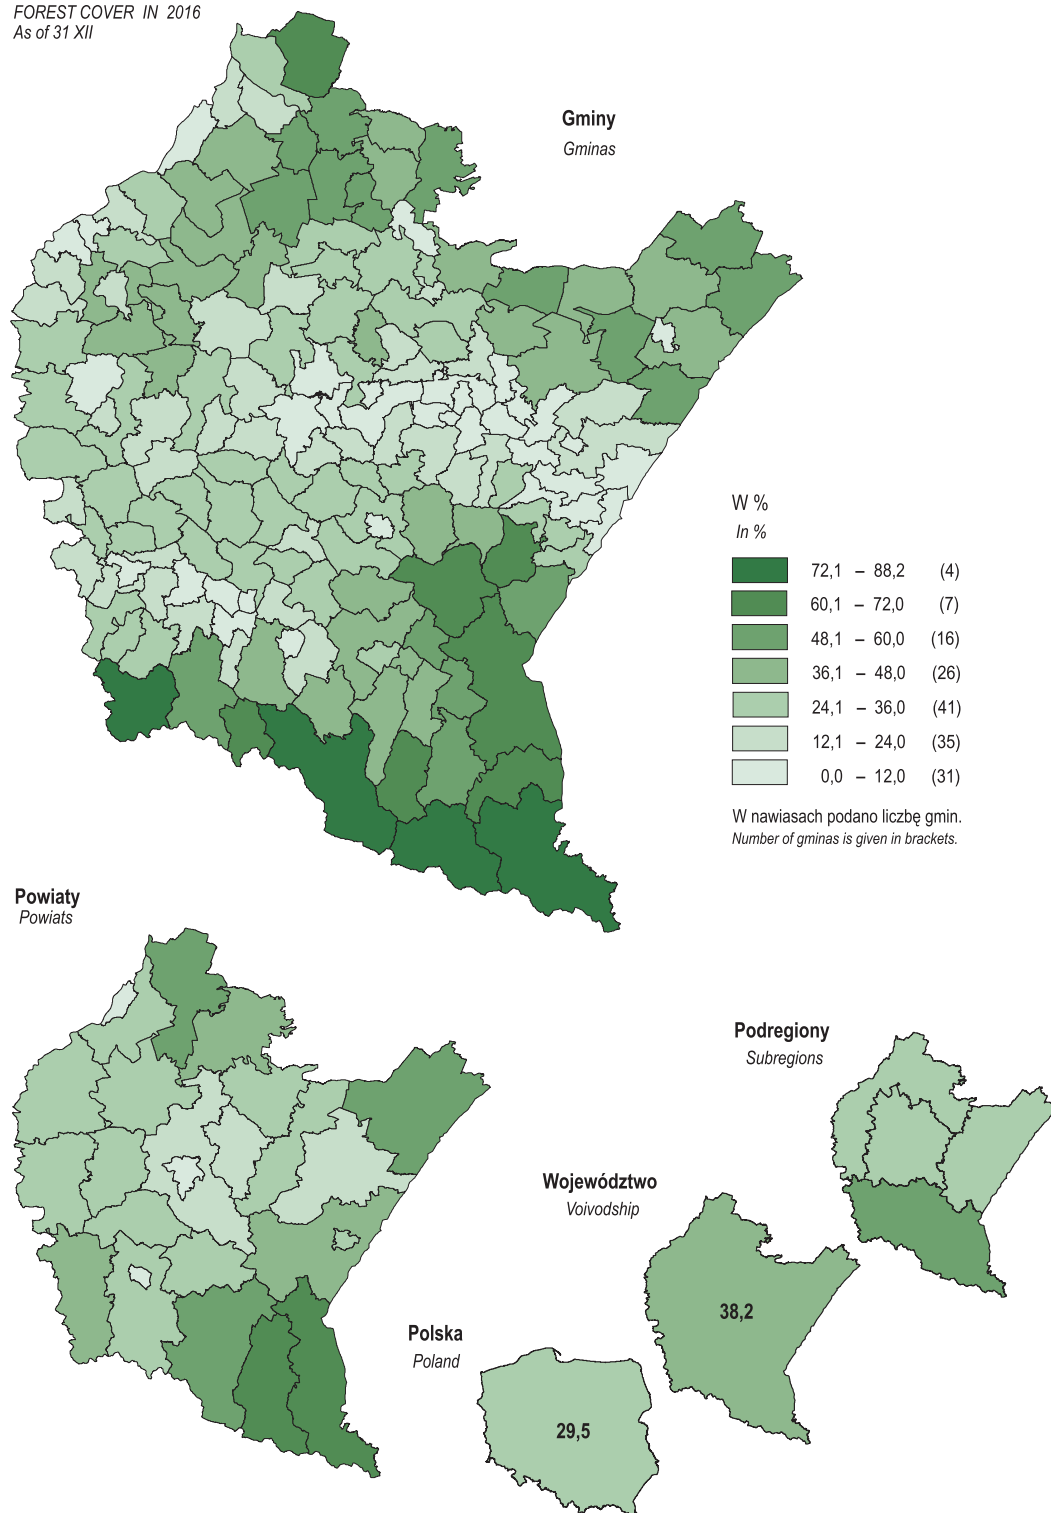 FOREST COVER IN 2016
As of 31 XII
Gminy
Gminas
W %
In %
72,1 – 88,2 (4)
60,1 – 72,0 (7)
48,1 – 60,0 (16)
36,1 – 48,0 (26)
24,1 – 36,0 (41)
12,1 – 24,0 (35)
0,0 – 12,0 (31)
W nawiasach podano liczbę gmin.
Number of gminas is given in brackets.
Powiaty
Powiats
Podregiony
Subregions
Województwo
Voivodship
38,2
Polska
Poland
29,5